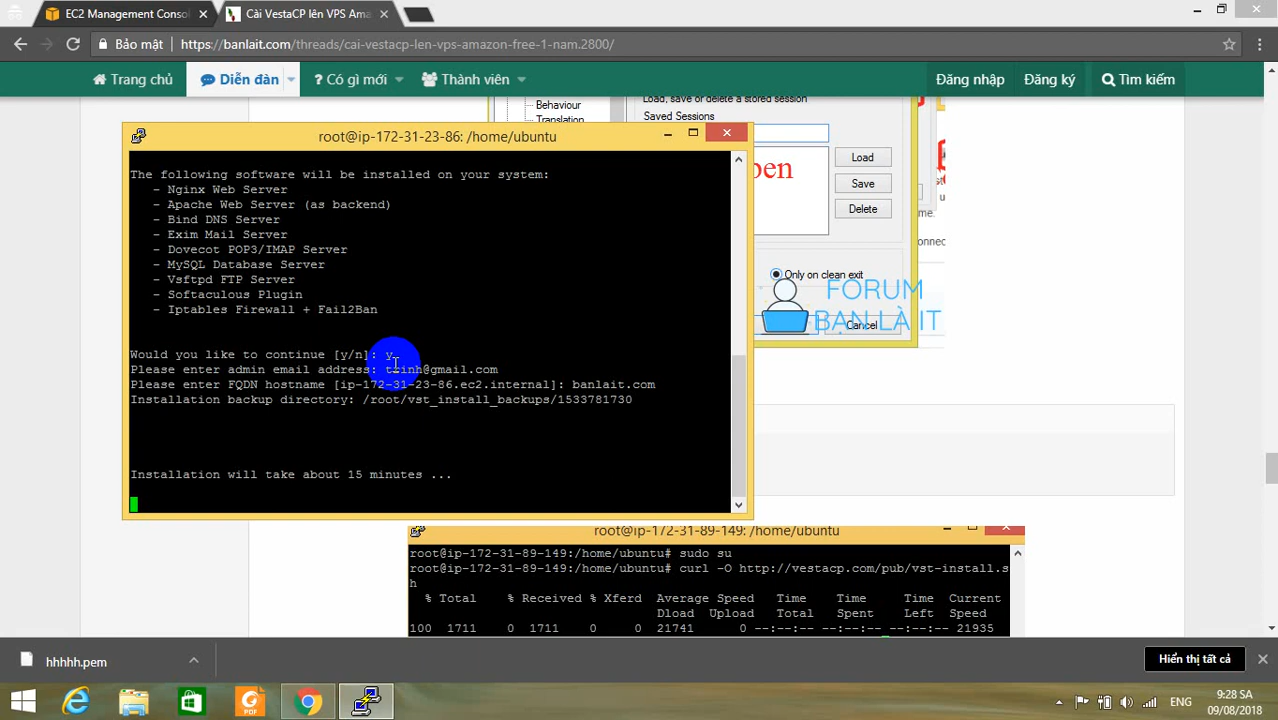 EC2 Management Conso
Cài VestaCP lên VPS Ama
Bảo mật
https://banlait.com/threads/cai-vestacp-len-vps-amazon-free-1-nam.2800/
Trang chủ
Diễn đàn
Có gì mới
Thành viên
Đăng nhập
Đăng ký
Tìm kiếm
Behaviour
Translation
Load, save or delete a stored session
Saved Sessions
Load
Save
Delete
Only on clean exit
Cancel
FORUM
BẠN LÀ IT
root@ip-172-31-23-86: /home/ubuntu
The following software will be installed on your system:
- Nginx Web Server
- Apache Web Server (as backend)
- Bind DNS Server
- Exim Mail Server
- Dovecot POP3/IMAP Server
- MySQL Database Server
- Vsftpd FTP Server
- Softaculous Plugin
- Iptables Firewall + Fail2Ban
Would you like to continue [y/n]: y
Please enter admin email address: @gmail.com
Please enter FQDN hostname [ip-172-31-23-86.ec2.internal]: banlait.com
Installation backup directory: /root/vst_install_backups/1533781730
Installation will take about 15 minutes ...
root@ip-172-31-89-149: /home/ubuntu
root@ip-172-31-89-149:/home/ubuntu# sudo su
root@ip-172-31-89-149:/home/ubuntu# curl -O http://vestacp.com/pub/vst-install.s
h
% Total % Received % Xferd Average Speed Time Time Time Current
Dload Upload Total Spent Left Speed
100 1711 0 1711 0 0 21741 0 --:--:-- --:--:-- --:--:-- 21935
hhhhh.pem
Hiển thị tất cả
PDF
ENG
9:28 SA
09/08/2018